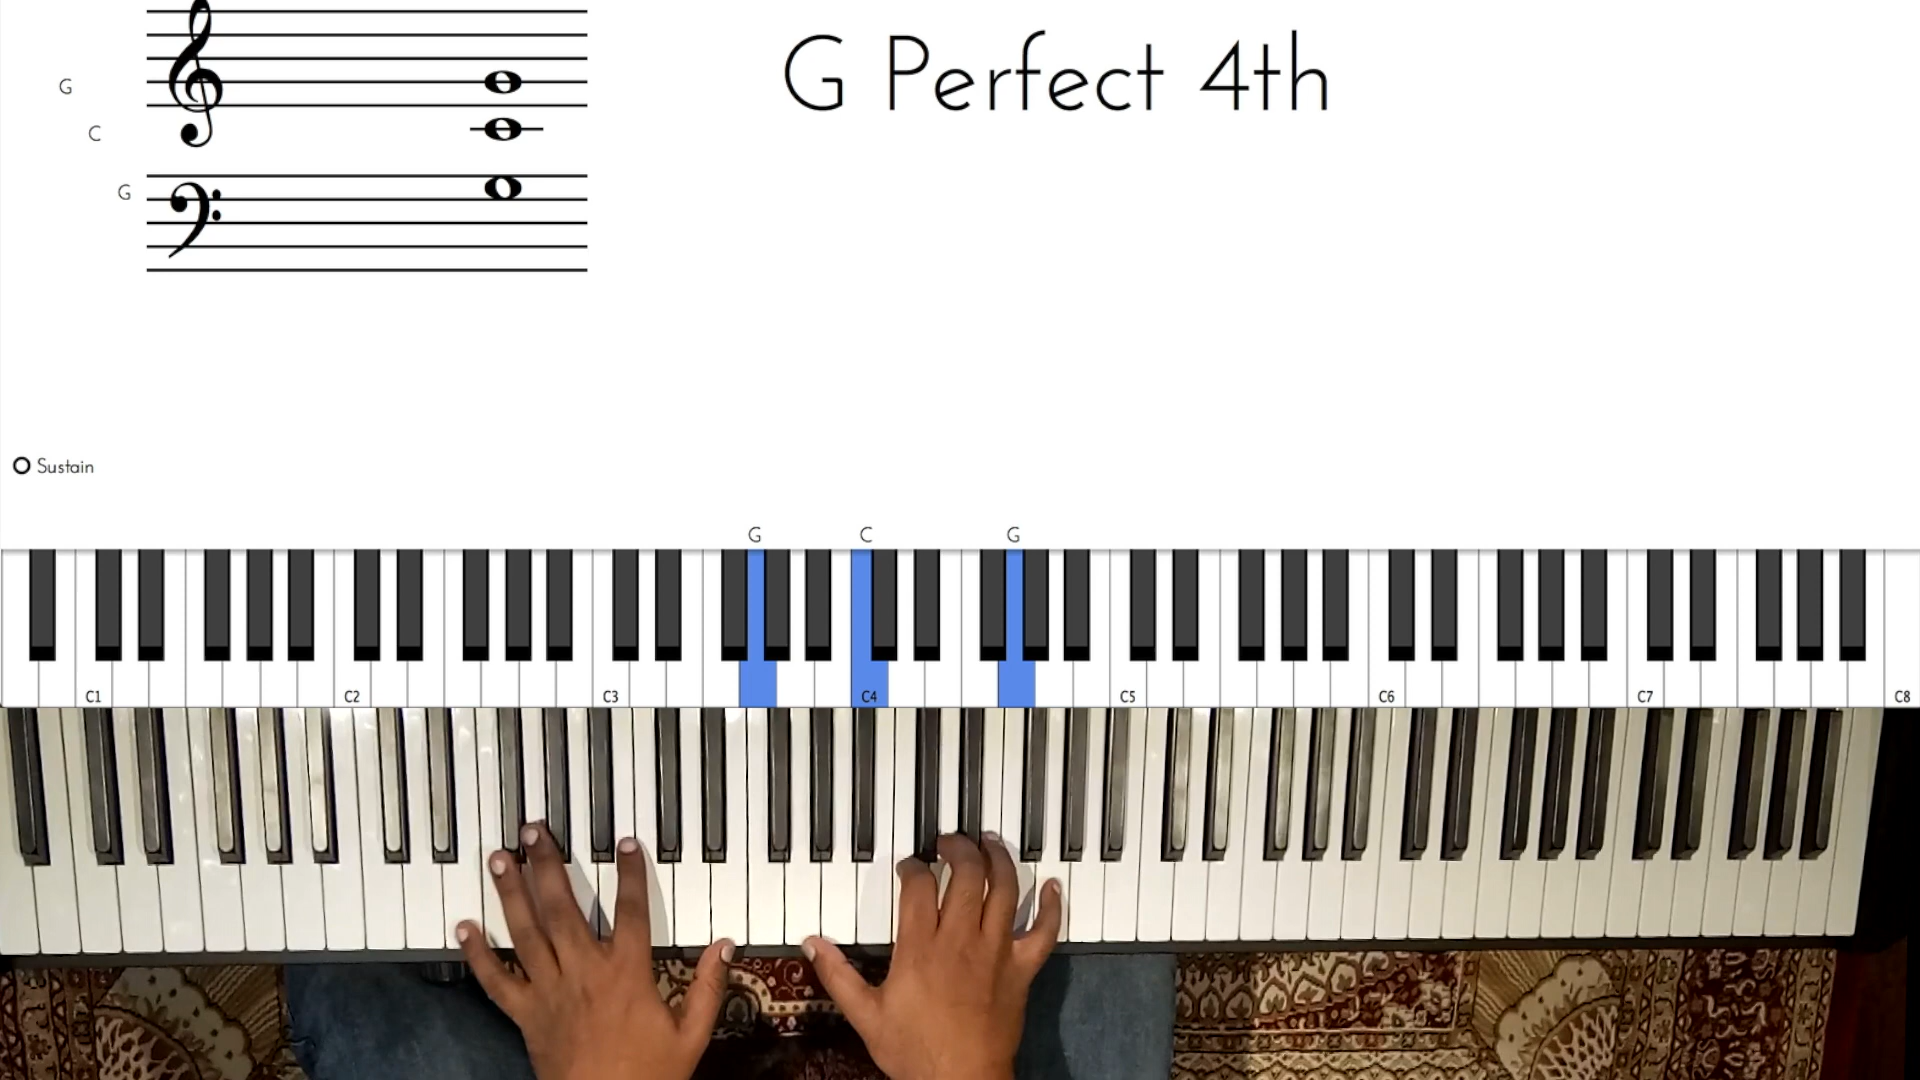 G Perfect 4th
G
C
G
Sustain
G C G
C1 C2 C3 C4 C5 C6 C7 C8